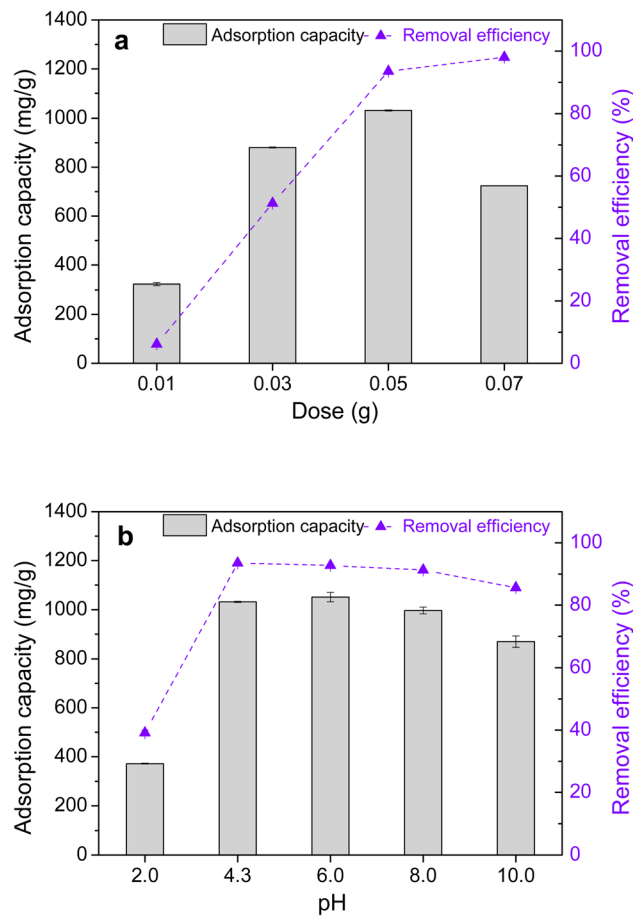 a
Adsorption capacity
Removal efficiency
1400
1200
1000
800
600
400
200
0
Adsorption capacity (mg/g)
100
80
60
40
20
0
Removal efficiency (%)
0.01 0.03 0.05 0.07
Dose (g)
b
Adsorption capacity
Removal efficiency
1400
1200
1000
800
600
400
200
0
Adsorption capacity (mg/g)
100
80
60
40
20
0
Removal efficiency (%)
2.0 4.3 6.0 8.0 10.0
pH